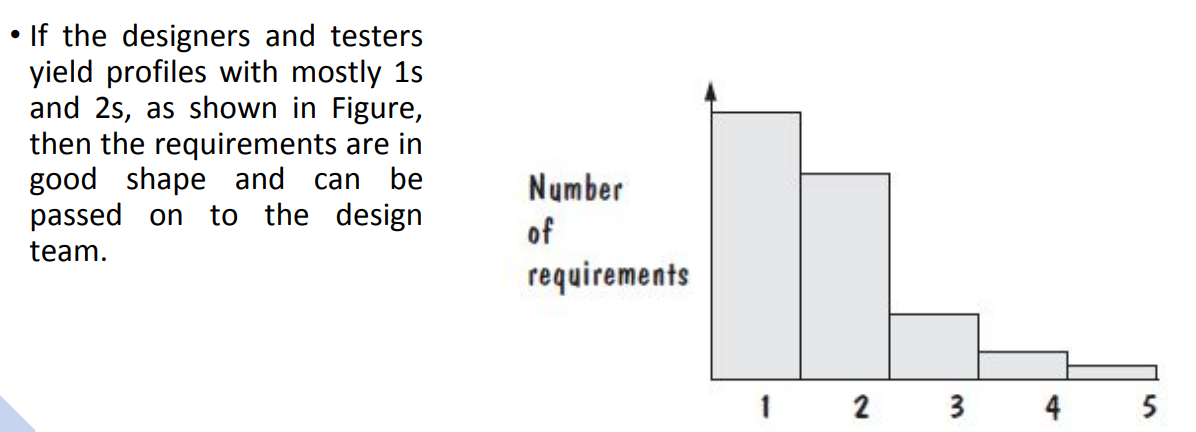 • If the designers and testers
yield profiles with mostly 1s
and 2s, as shown in Figure,
then the requirements are in
good shape and can be
passed on to the design
team.
Number
of
requirements
1 2 3 4 5